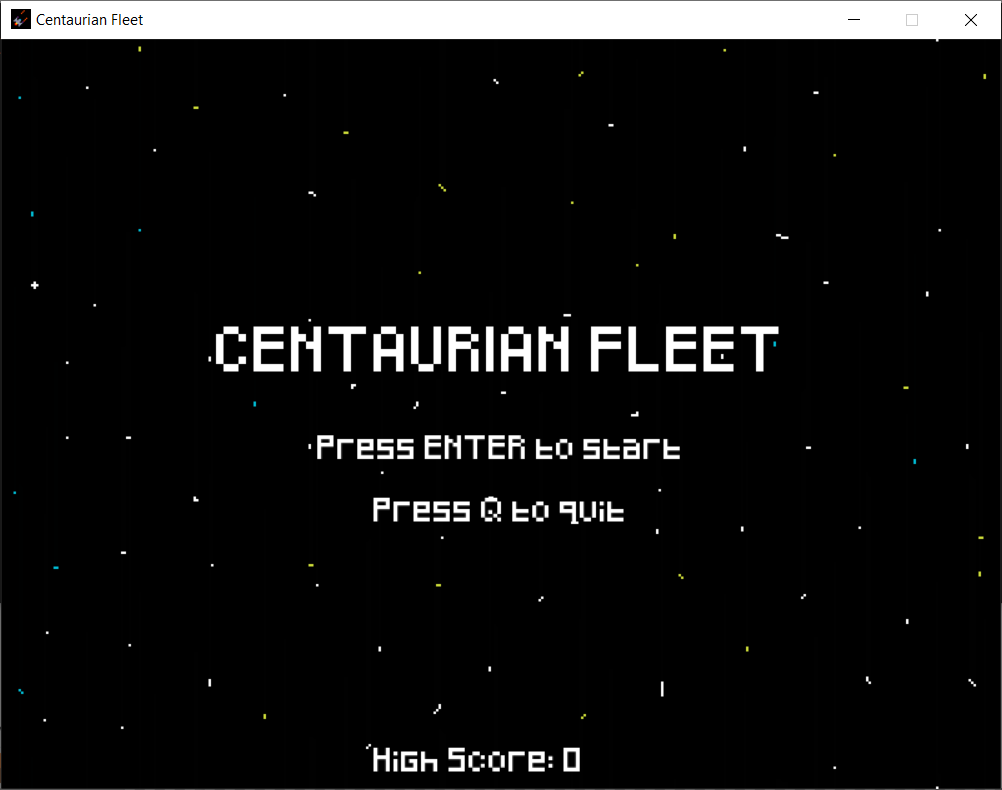 Centaurian Fleet
CENTAURIAN FLEET
Press ENTER to start
Press Q to quit
High Score: 0